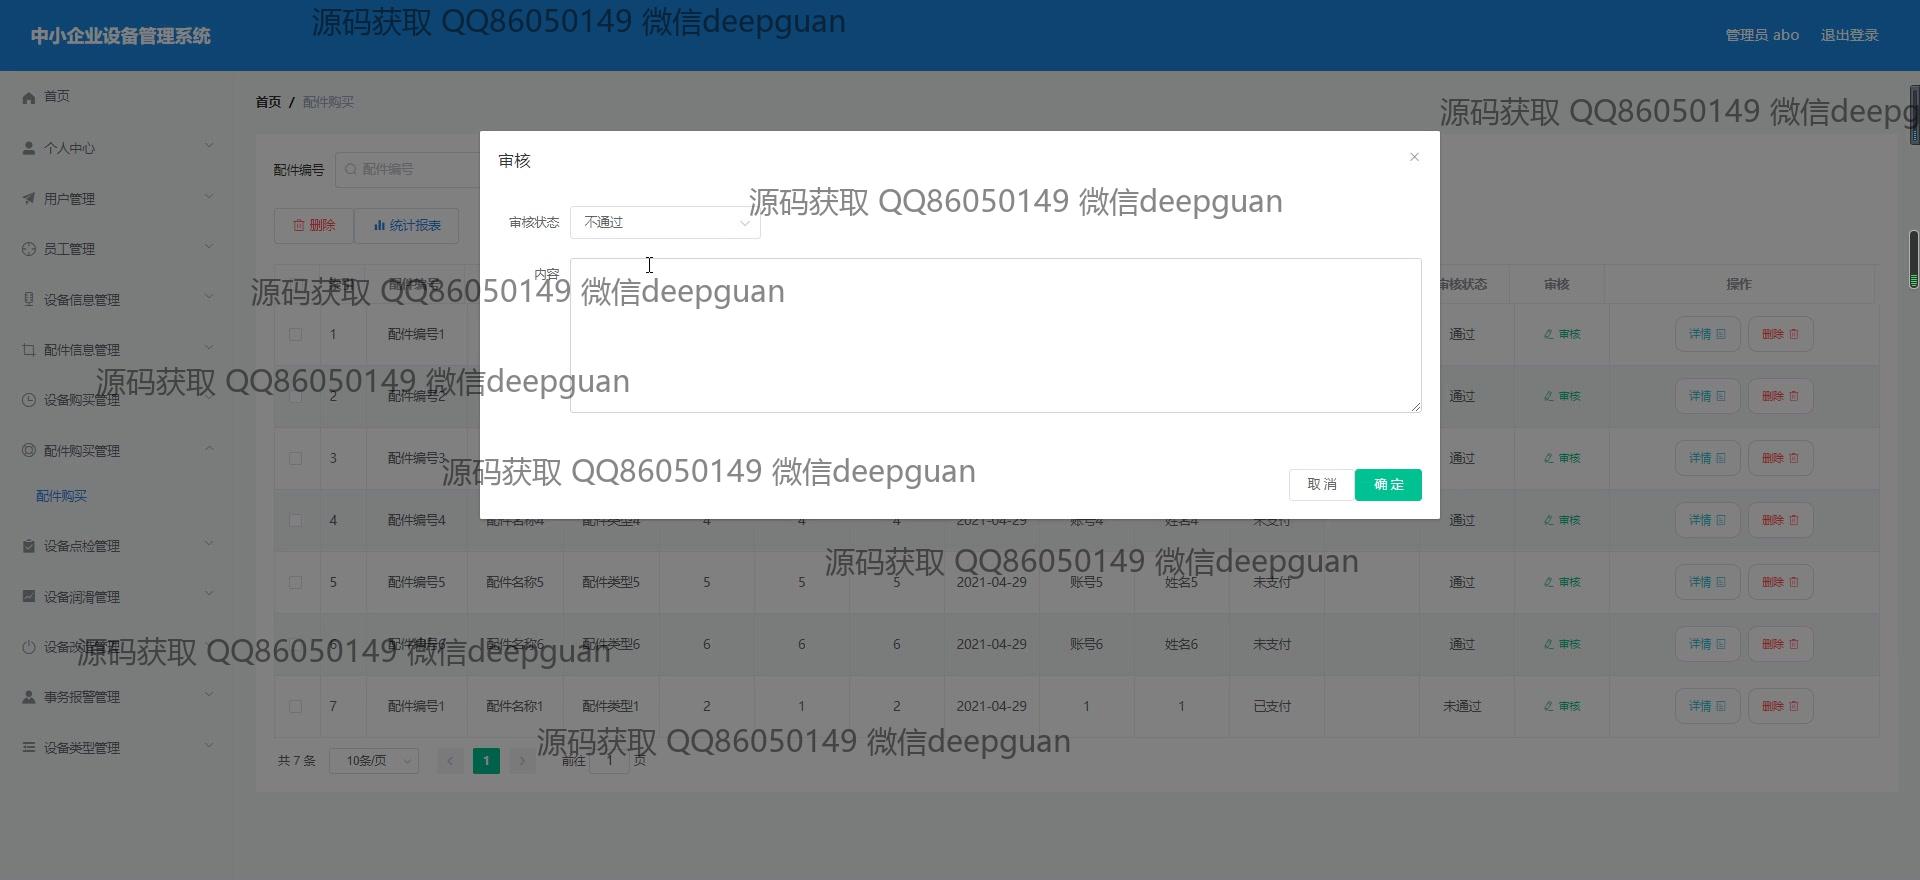 中小企业设备管理系统
源码获取 QQ86050149 微信deepguan
管理员 abo
退出登录
首页
个人中心
用户管理
员工管理
设备信息管理
配件信息管理
设备购买管理
配件购买管理
配件购买
设备点检管理
设备润滑管理
事务报警管理
设备类型管理
首页 / 配件购买
源码获取 QQ86050149 微信deepg
配件编号 配件编号
删除 统计报表
审核
源码获取 QQ86050149 微信deepguan
审核状态 不通过
内容
源码获取 QQ86050149 微信deepguan
索引 配件编号 审核状态 审核 操作
1 配件编号1 通过 审核 详情 删除
源码获取 QQ86050149 微信deepguan
2 配件编号2 通过 审核 详情 删除
3 配件编号3 通过 审核 详情 删除
源码获取 QQ86050149 微信deepguan
取消 确定
4 配件编号4 配件名称4 配件类型4 4 4 4 2021-04-29 账号4 姓名4 未支付 通过 审核 详情 删除
源码获取 QQ86050149 微信deepguan
5 配件编号5 配件名称5 配件类型5 5 5 5 2021-04-29 账号5 姓名5 未支付 通过 审核 详情 删除
6 配件编号6 配件名称6 配件类型6 6 6 6 2021-04-29 账号6 姓名6 未支付 通过 审核 详情 删除
源码获取 QQ86050149 微信deepguan
7 配件编号1 配件名称1 配件类型1 2 1 2 2021-04-29 1 1 已支付 未通过 审核 详情 删除
源码获取 QQ86050149 微信deepguan
共 7 条 10条/页 1 前往 1 页